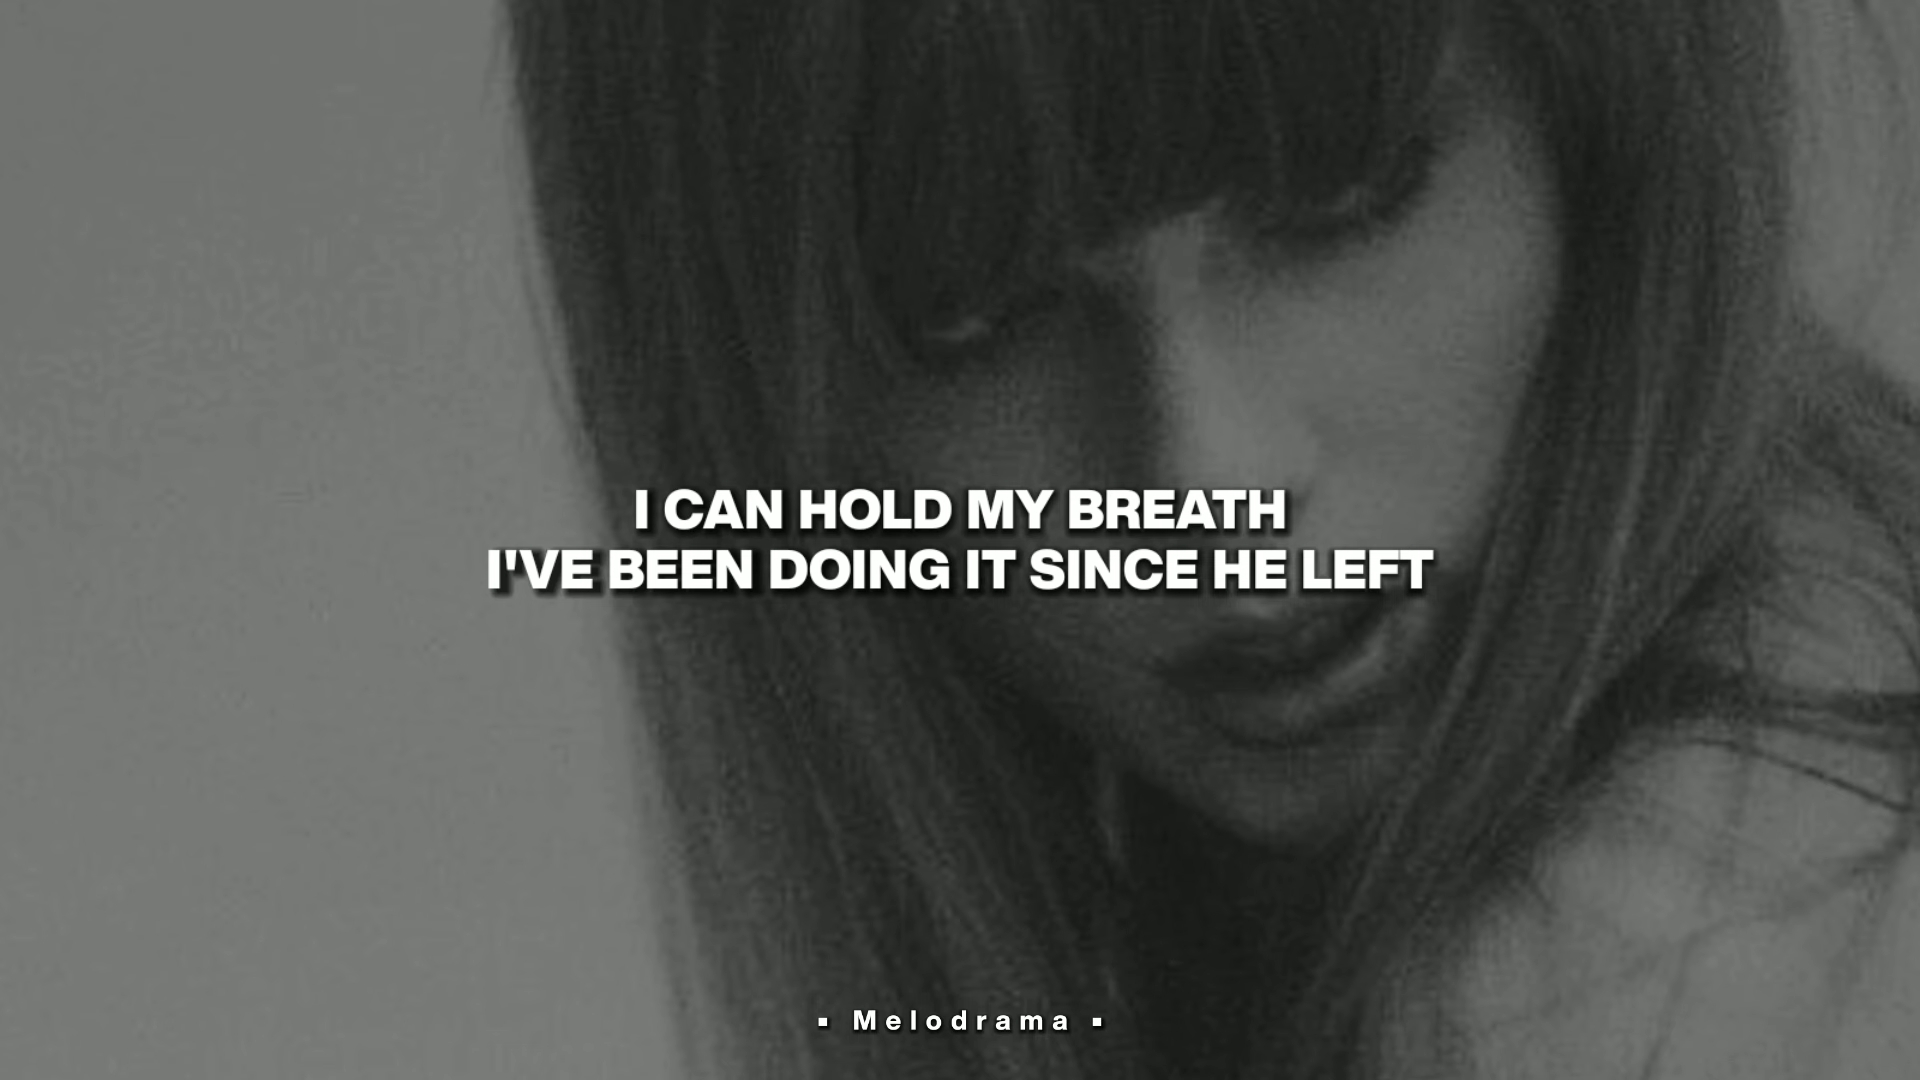 I CAN HOLD MY BREATH
I'VE BEEN DOING IT SINCE HE LEFT
▪ Melodrama ▪